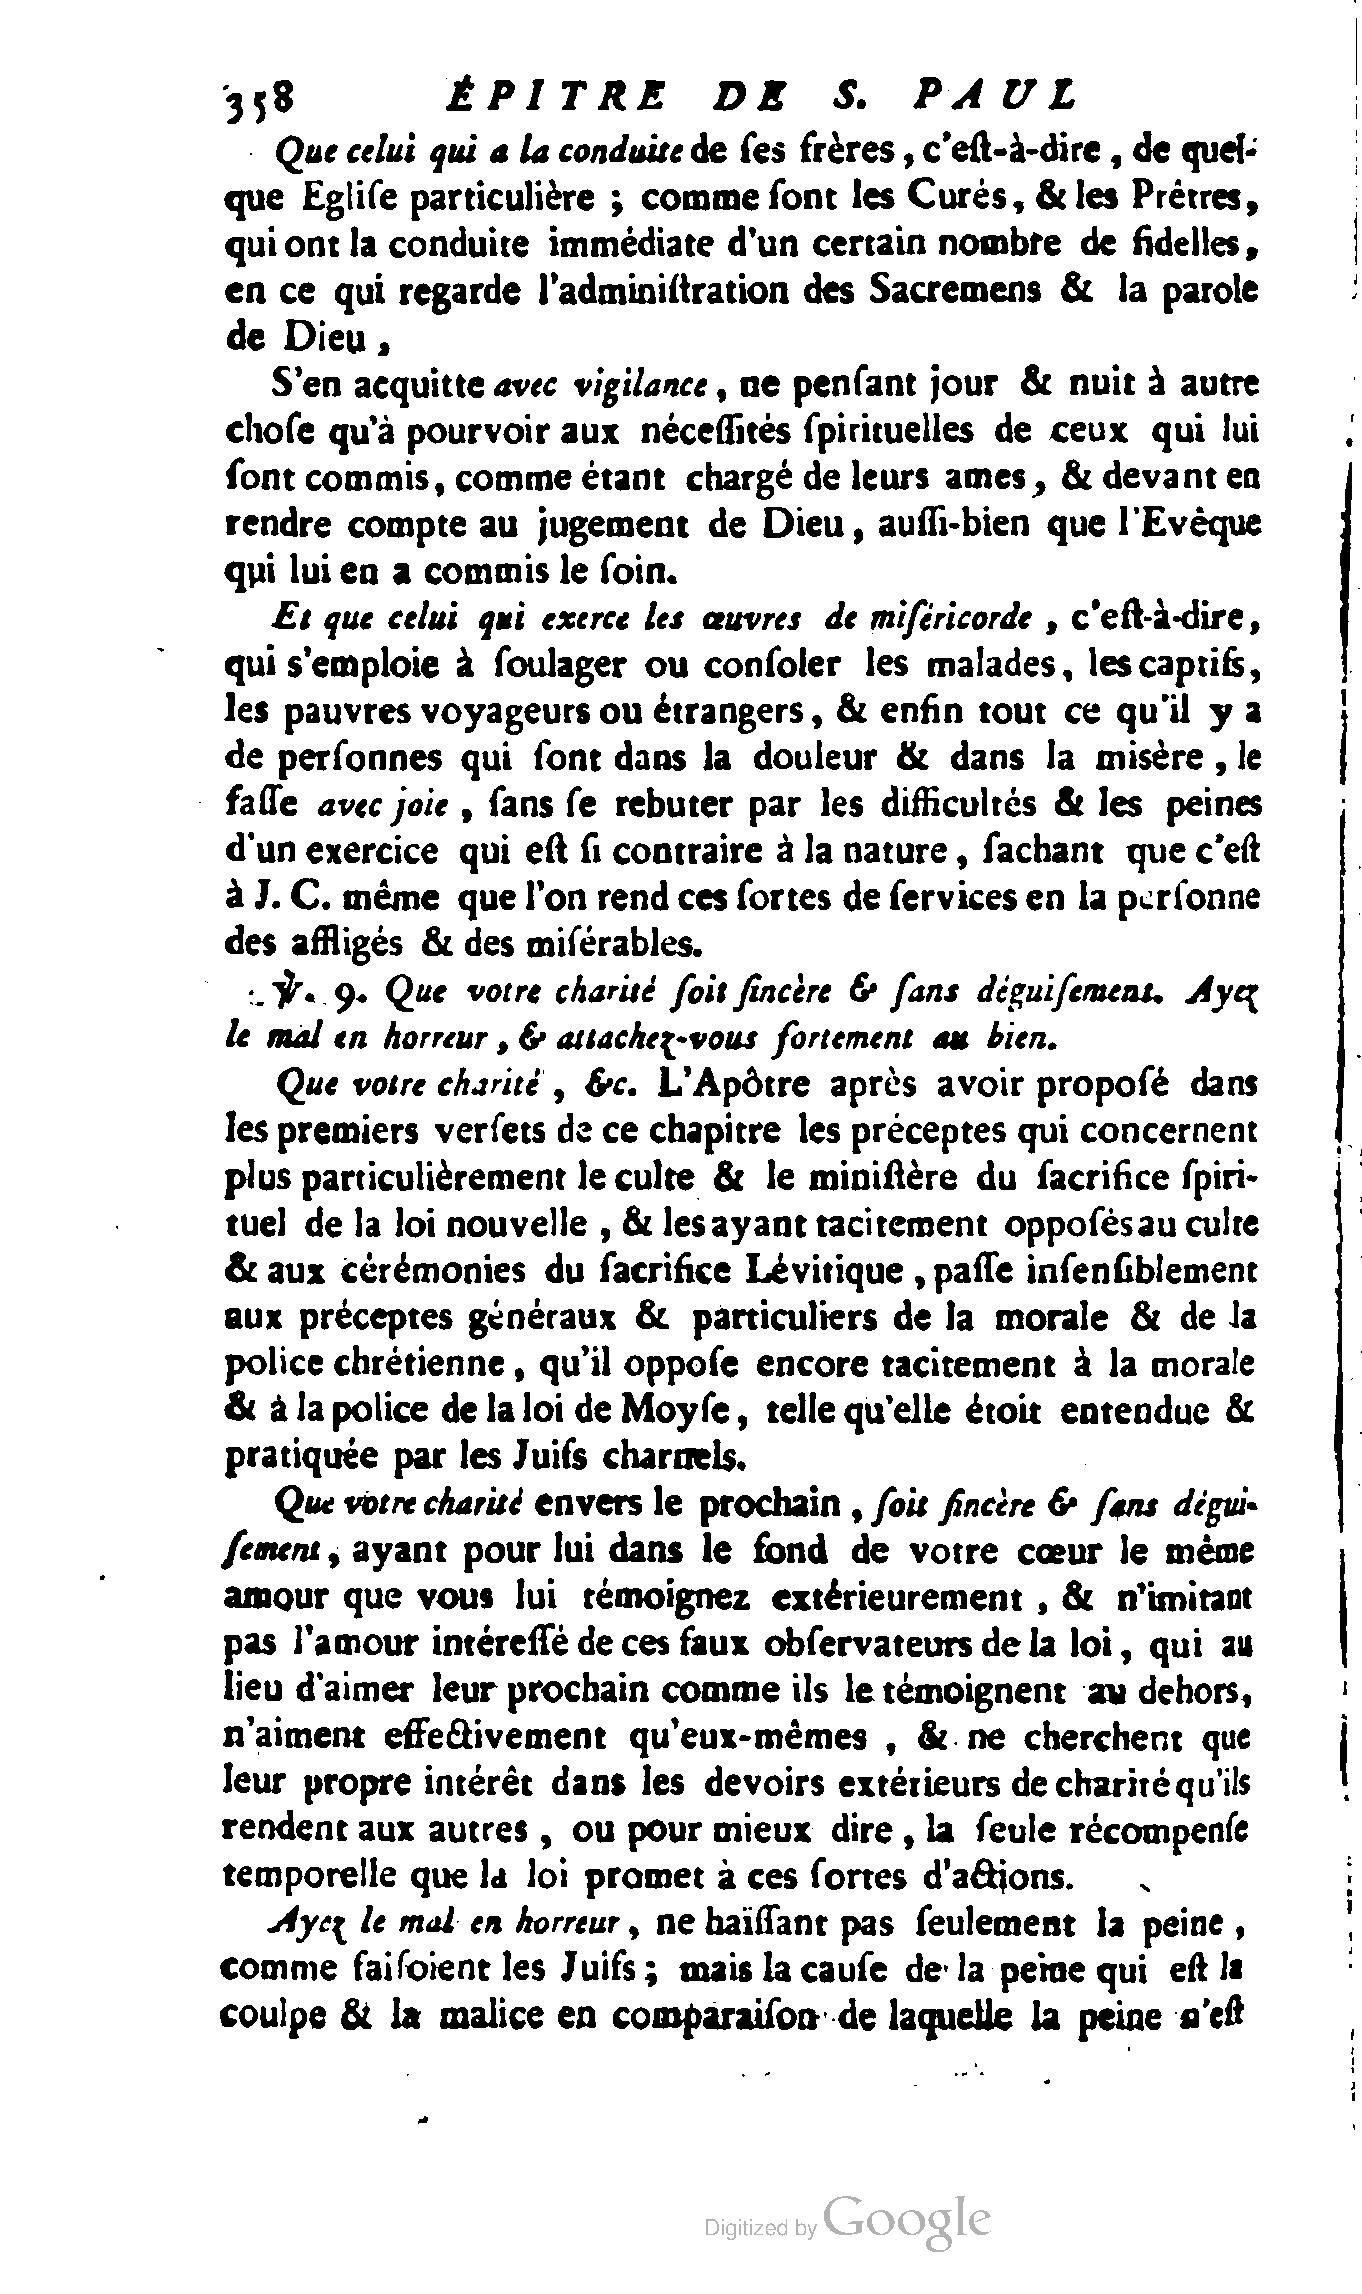 358 ÉPITRE DE S. PAUL
Que celui qui a la conduite de ſes frères, c'eſt-à-dire, de quel-
que Egliſe particulière ; comme ſont les Curés, & les Prêtres,
qui ont la conduite immédiate d'un certain nombre de fidelles,
en ce qui regarde l'adminiſtration des Sacremens & la parole
de Dieu,
S'en acquitte avec vigilance, ne penſant jour & nuit à autre
choſe qu'à pourvoir aux néceſſités ſpirituelles de ceux qui lui
ſont commis, comme étant chargé de leurs ames, & devant en
rendre compte au jugement de Dieu, auſſi-bien que l'Evêque
qui lui en a commis le ſoin.
Et que celui qui exerce les œuvres de miſéricorde, c'eſt-à-dire,
qui s'emploie à ſoulager ou conſoler les malades, les captifs,
les pauvres voyageurs ou étrangers, & enfin tout ce qu'il y a
de perſonnes qui ſont dans la douleur & dans la misère, le
faſſe avec joie, ſans ſe rebuter par les difficultés & les peines
d'un exercice qui eſt ſi contraire à la nature, ſachant que c'eſt
à J. C. même que l'on rend ces ſortes de ſervices en la perſonne
des affligés & des miſérables.
℣. 9. Que votre charité ſoit ſincère & ſans déguiſement. Ayez
le mal en horreur, & attachez-vous fortement au bien.
Que votre charité, &c. L'Apôtre après avoir propoſé dans
les premiers verſets de ce chapitre les préceptes qui concernent
plus particulièrement le culte & le miniſtère du ſacrifice ſpiri-
tuel de la loi nouvelle, & les ayant tacitement oppoſés au culte
& aux cérémonies du ſacrifice Lévitique, paſſe inſenſiblement
aux préceptes généraux & particuliers de la morale & de la
police chrétienne, qu'il oppoſe encore tacitement à la morale
& à la police de la loi de Moyſe, telle qu'elle étoit entendue &
pratiquée par les Juifs charnels.
Que votre charité envers le prochain, ſoit ſincère & ſans dégui-
ſement, ayant pour lui dans le fond de votre cœur le même
amour que vous lui témoignez extérieurement, & n'imitant
pas l'amour intéreſſé de ces faux obſervateurs de la loi, qui au
lieu d'aimer leur prochain comme ils le témoignent au dehors,
n'aiment effectivement qu'eux-mêmes, & ne cherchent que
leur propre intérêt dans les devoirs extérieurs de charité qu'ils
rendent aux autres, ou pour mieux dire, la ſeule récompenſe
temporelle que la loi promet à ces ſortes d'actions.
Ayez le mal en horreur, ne haïſſant pas ſeulement la peine,
comme faiſoient les Juifs ; mais la cauſe de la peine qui eſt la
coulpe & la malice en comparaiſon de laquelle la peine n'eſt
Digitized by Google